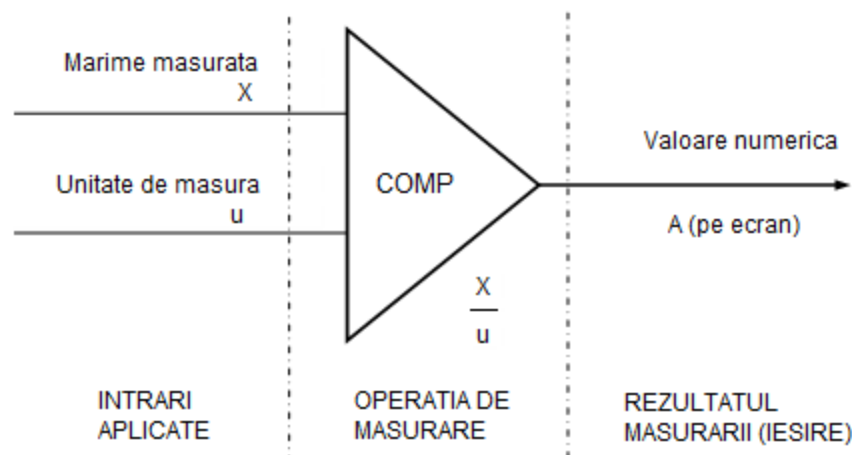 Marime masurata
X
Unitate de masura
u
COMP
X
u
Valoare numerica
A (pe ecran)
INTRARI
APLICATE
OPERATIA DE
MASURARE
REZULTATUL
MASURARII (IESIRE)